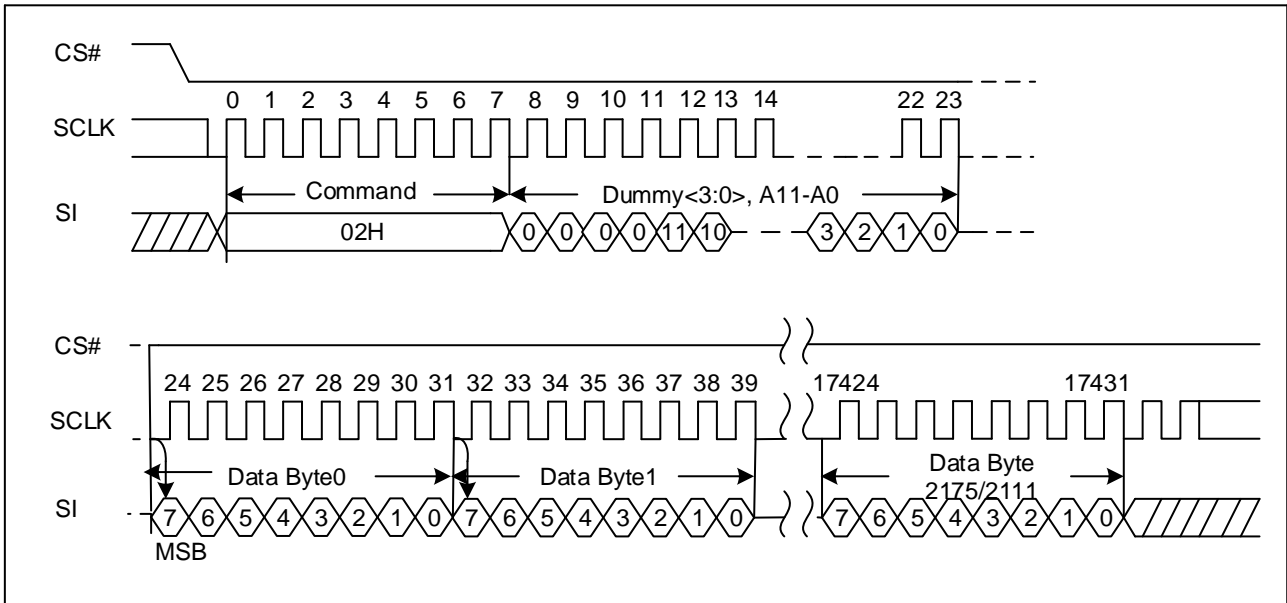 CS#
0 1 2 3 4 5 6 7 8 9 10 11 12 13 14 22 23
SCLK
Command Dummy<3:0>, A11-A0
SI
02H 0 0 0 0 11 10 3 2 1 0
CS#
24 25 26 27 28 29 30 31 32 33 34 35 36 37 38 39 17424 17431
SCLK
Data Byte0 Data Byte1 Data Byte
2175/2111
SI 7 6 5 4 3 2 1 0 7 6 5 4 3 2 1 0 7 6 5 4 3 2 1 0
MSB